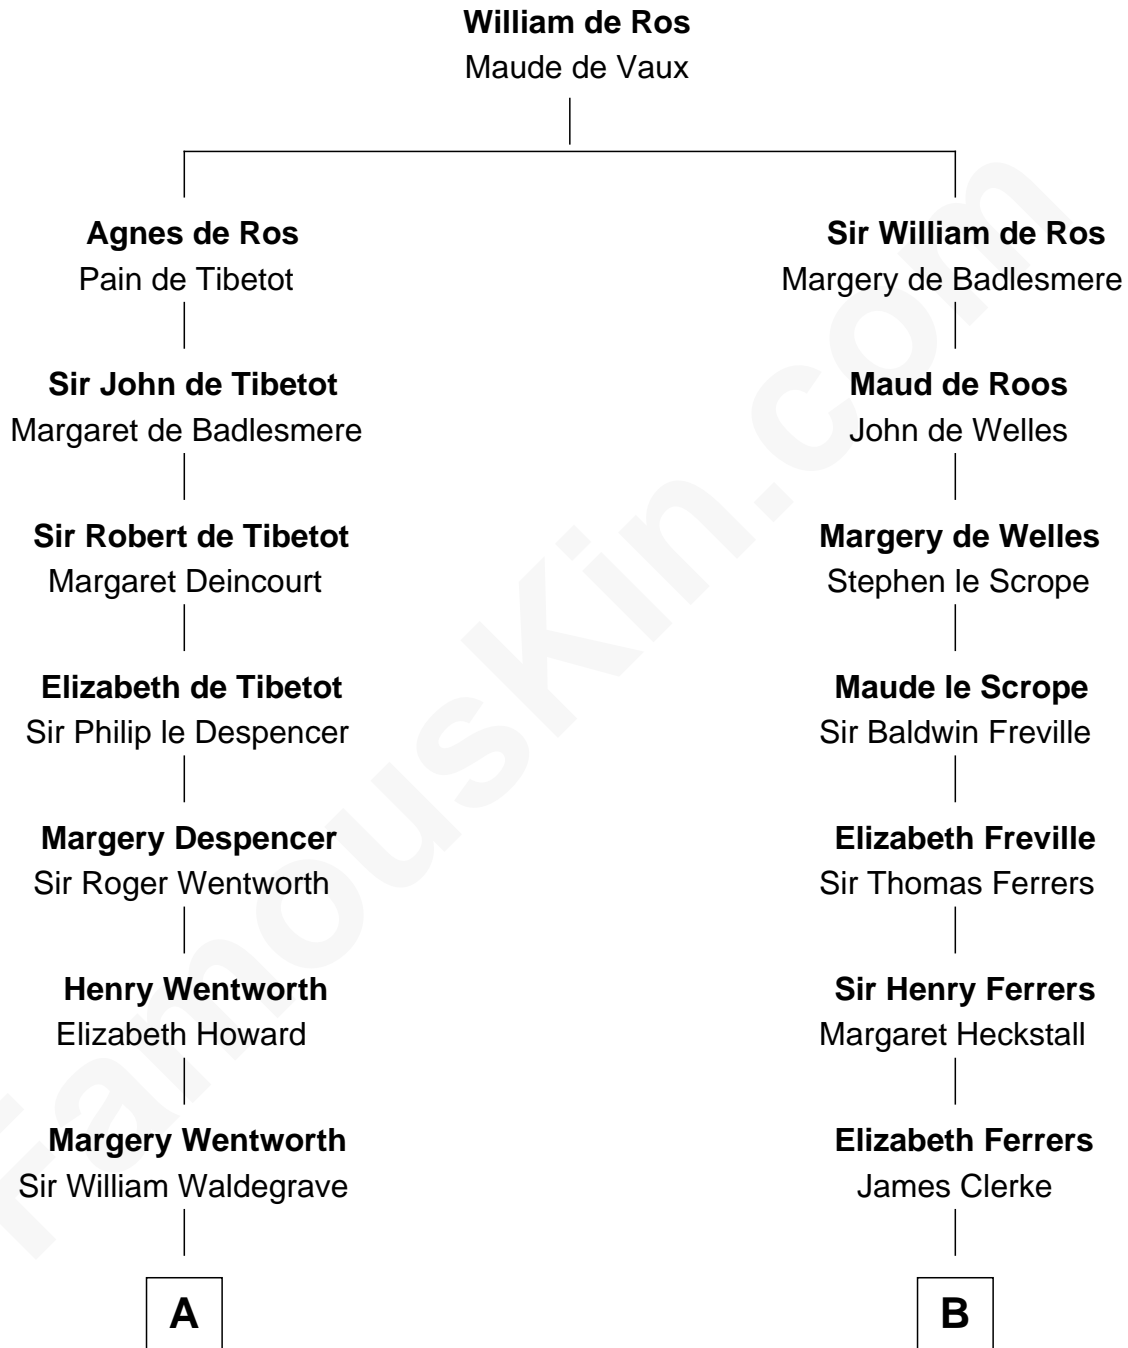 William de Ros
Maude de Vaux
Agnes de Ros
Pain de Tibetot
Sir William de Ros
Margery de Badlesmere
Sir John de Tibetot
Margaret de Badlesmere
Maud de Roos
John de Welles
Sir Robert de Tibetot
Margaret Deincourt
Margery de Welles
Stephen le Scrope
Elizabeth de Tibetot
Sir Philip le Despencer
Maude le Scrope
Sir Baldwin Freville
Margery Despencer
Sir Roger Wentworth
Elizabeth Freville
Sir Thomas Ferrers
Henry Wentworth
Elizabeth Howard
Sir Henry Ferrers
Margaret Heckstall
Margery Wentworth
Sir William Waldegrave
Elizabeth Ferrers
James Clerke
A
B
FamousKin.com